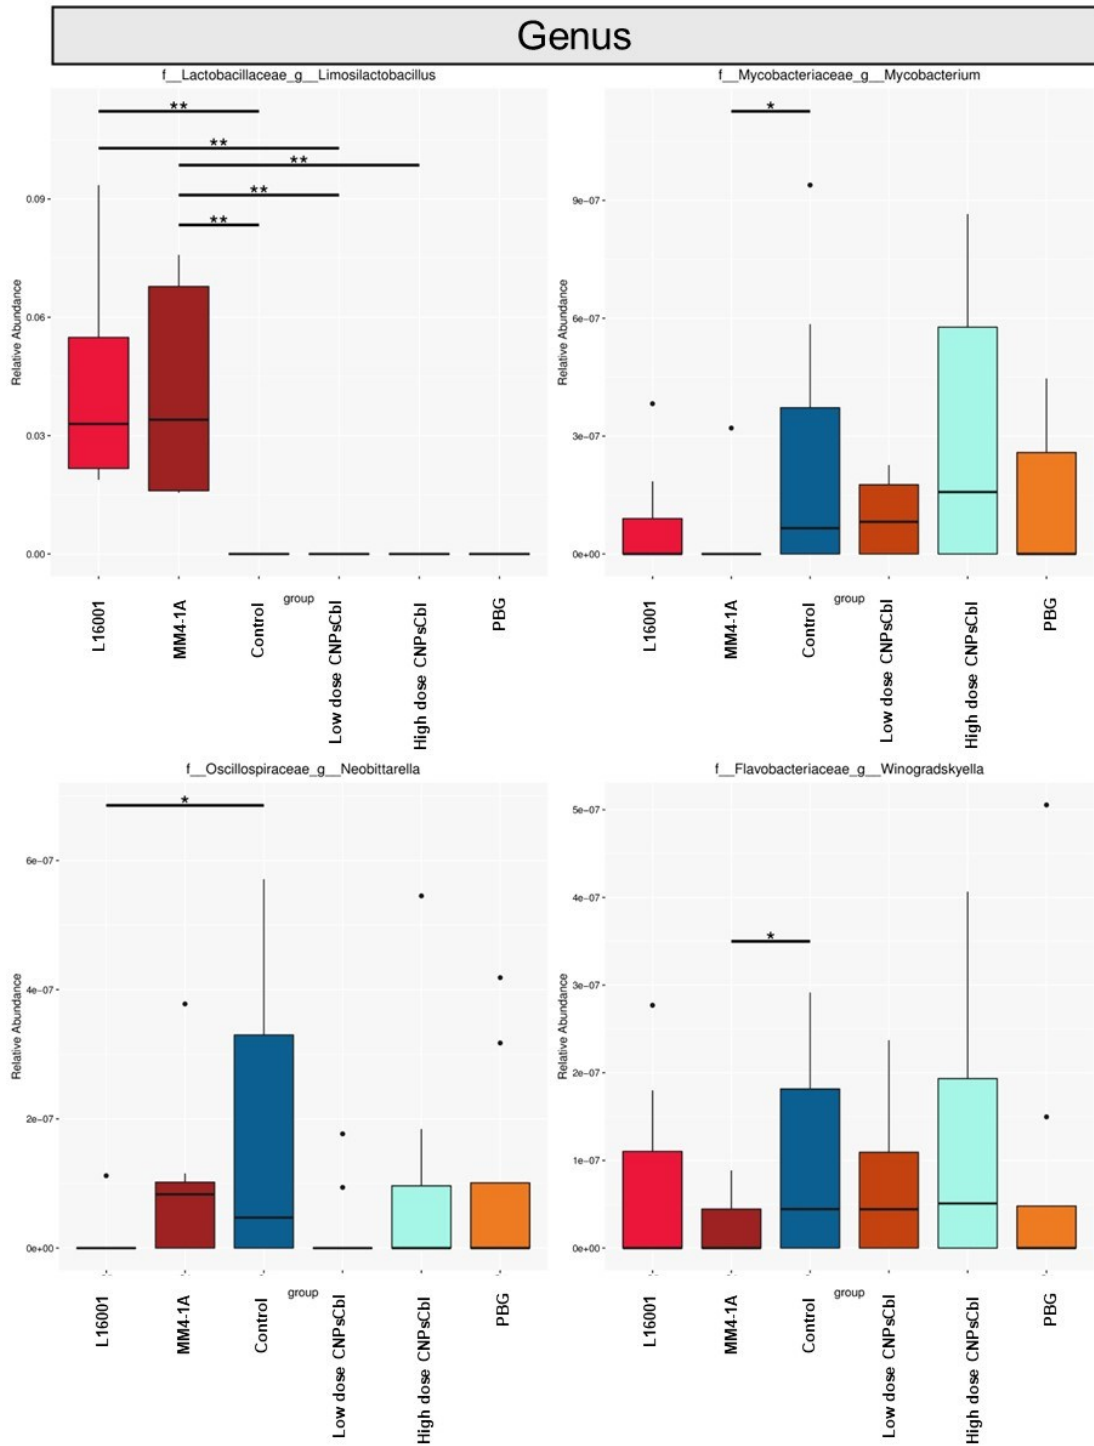 Genus
f__Lactobacillaceae_g__Limosilactobacillus
**
**
**
**
**
Relative Abundance
0.09
0.06
0.03
0.00
group
L16001
MM4-1A
Control
Low dose CNPsCbl
High dose CNPsCbl
PBG
f__Mycobacteriaceae_g__Mycobacterium
*
Relative Abundance
9e−07
6e−07
3e−07
0e+00
group
L16001
MM4-1A
Control
Low dose CNPsCbl
High dose CNPsCbl
PBG
f__Oscillospiraceae_g__Neobittarella
*
Relative Abundance
6e−07
4e−07
2e−07
0e+00
group
L16001
MM4-1A
Control
Low dose CNPsCbl
High dose CNPsCbl
PBG
f__Flavobacteriaceae_g__Winogradskyella
*
Relative Abundance
5e−07
4e−07
3e−07
2e−07
1e−07
0e+00
group
L16001
MM4-1A
Control
Low dose CNPsCbl
High dose CNPsCbl
PBG